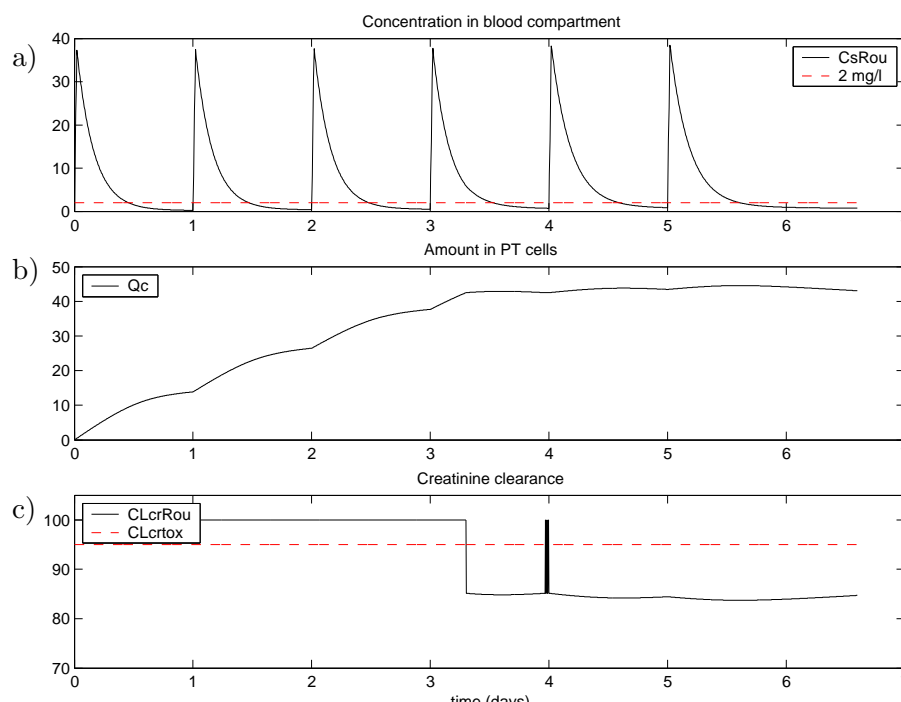 Concentration in blood compartment
a)
40
30
20
10
0
CsRou
2 mg/l
0 1 2 3 4 5 6
Amount in PT cells
b)
50
40
30
20
10
0
Qc
0 1 2 3 4 5 6
Creatinine clearance
c)
100
90
80
70
CLcrRou
CLcrtox
0 1 2 3 4 5 6
time (days)